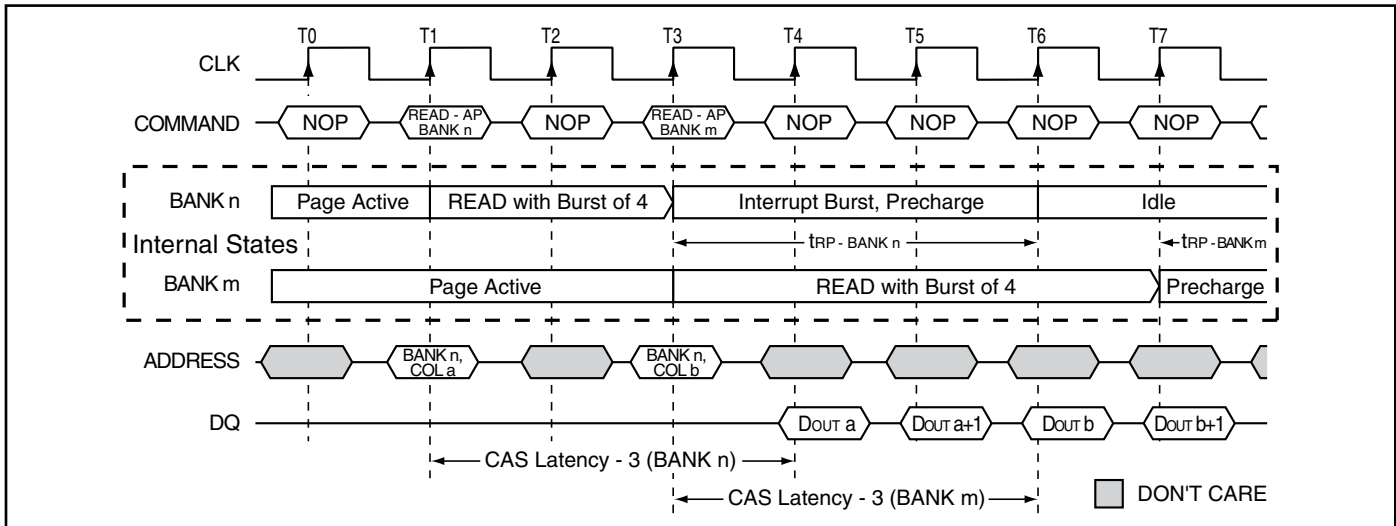 T0 T1 T2 T3 T4 T5 T6 T7
CLK
COMMAND NOP READ - AP BANK n NOP READ - AP BANK m NOP NOP NOP NOP
BANK n Page Active READ with Burst of 4 Interrupt Burst, Precharge Idle
Internal States tRP - BANK n tRP - BANK m
BANK m Page Active READ with Burst of 4 Precharge
ADDRESS BANK n, COL a BANK n, COL b
DQ DOUT a DOUT a+1 DOUT b DOUT b+1
CAS Latency - 3 (BANK n)
CAS Latency - 3 (BANK m) DON'T CARE